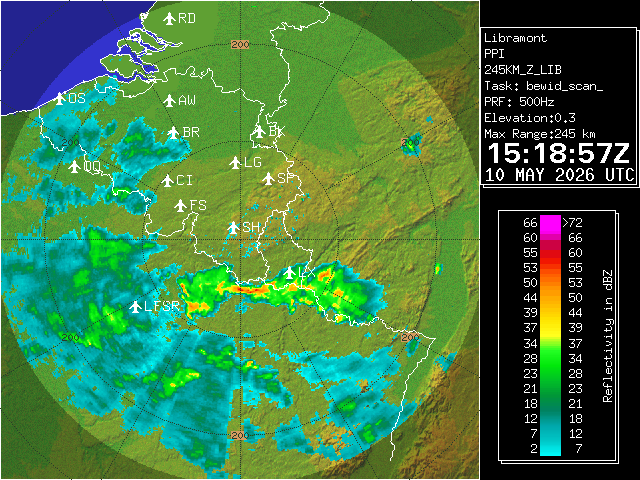 RD
200
OS
AW
BR
BK
200
QQ
LG
CI
SP
FS
SH
LX
LFSR
200
200
200
Libramont
PPI
245KM_Z_LIB
Task: bewid_scan_
PRF: 500Hz
Elevation:0.3
Max Range:245 km
15:18:57Z
10 MAY 2026 UTC
66 >72
60 66
55 60
53 55
50 53
44 50
39 44
37 39
34 37
28 34
23 28
21 23
18 21
12 18
7 12
2 7
Reflectivity in dBZ